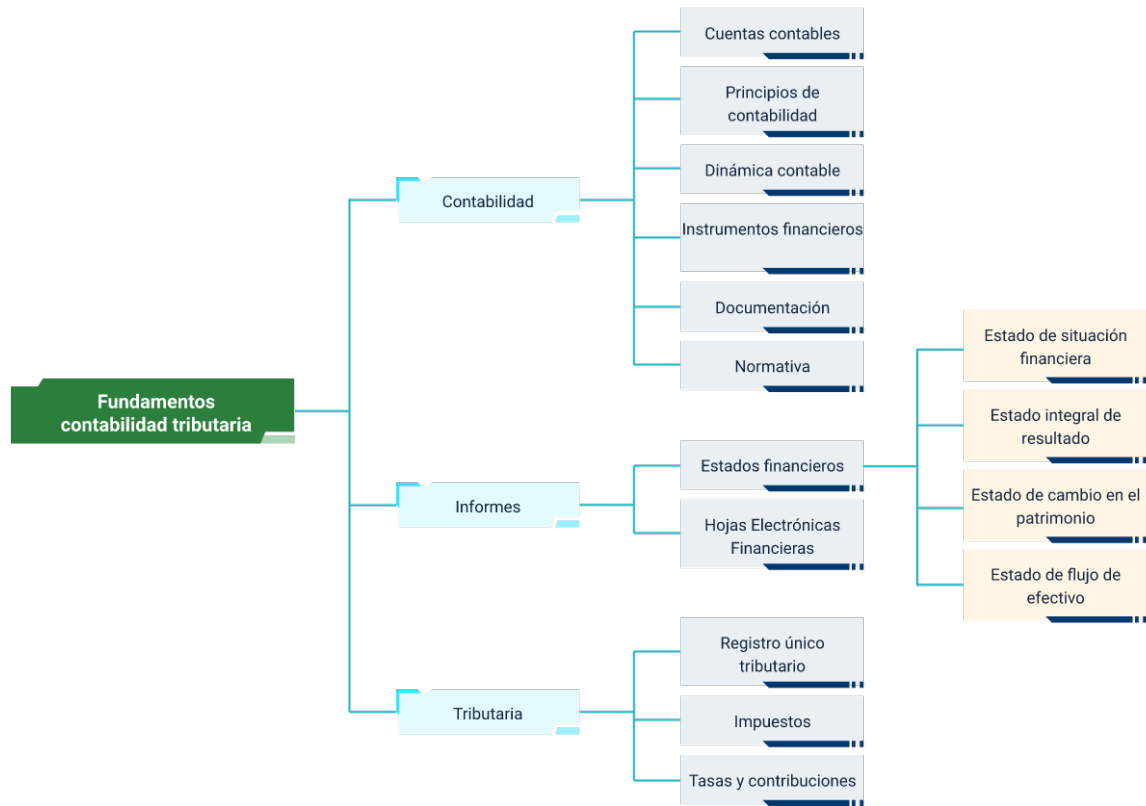 Fundamentos
contabilidad tributaria
Contabilidad
Cuentas contables
Principios de
contabilidad
Dinámica contable
Instrumentos financieros
Documentación
Normativa
Informes
Estados financieros
Estado de situación
financiera
Estado integral de
resultado
Estado de cambio en el
patrimonio
Estado de flujo de
efectivo
Hojas Electrónicas
Financieras
Tributaria
Registro único
tributario
Impuestos
Tasas y contribuciones